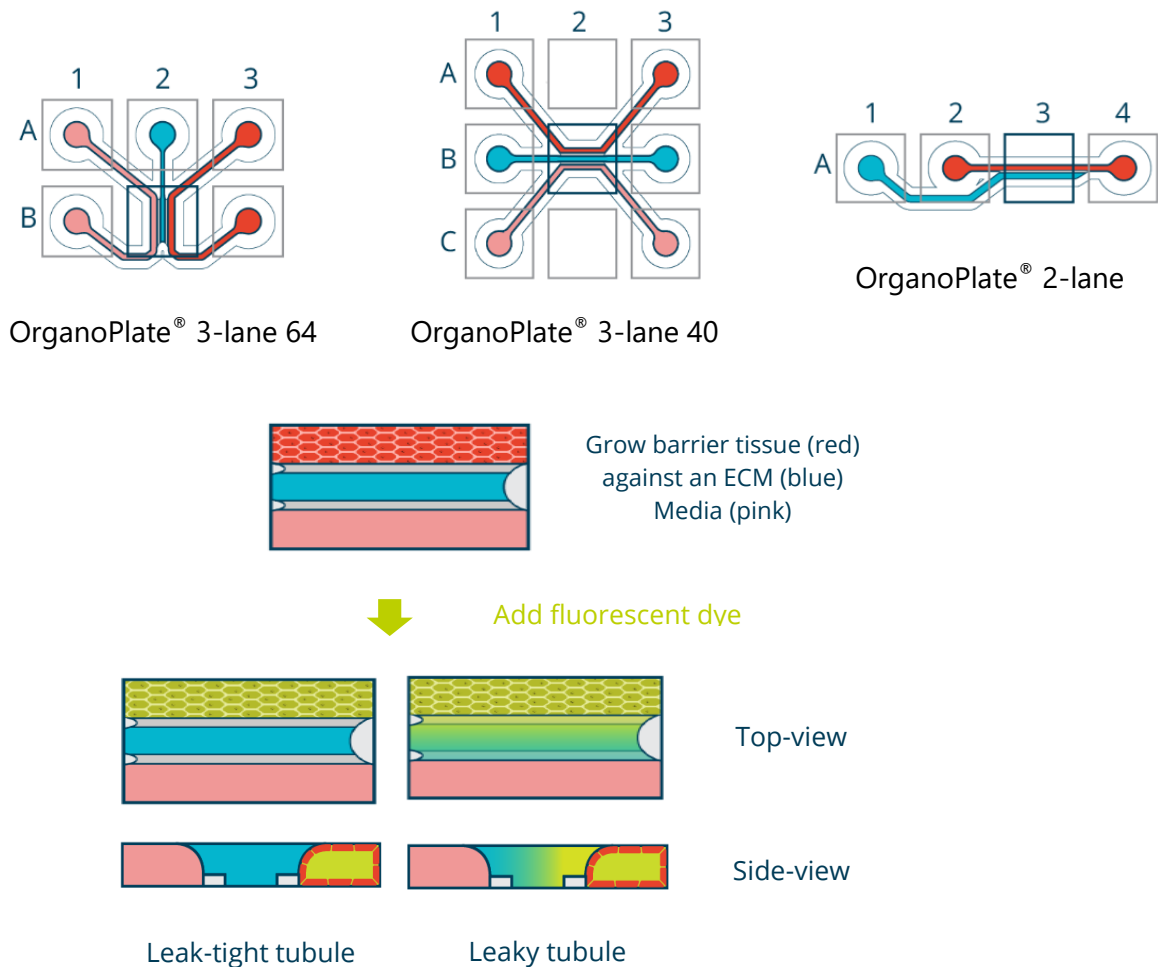 1 2 3
A
B
OrganoPlate® 3-lane 64
1 2 3
A
B
C
OrganoPlate® 3-lane 40
1 2 3 4
A
OrganoPlate® 2-lane
Grow barrier tissue (red)
against an ECM (blue)
Media (pink)
Add fluorescent dye
Top-view
Side-view
Leak-tight tubule
Leaky tubule